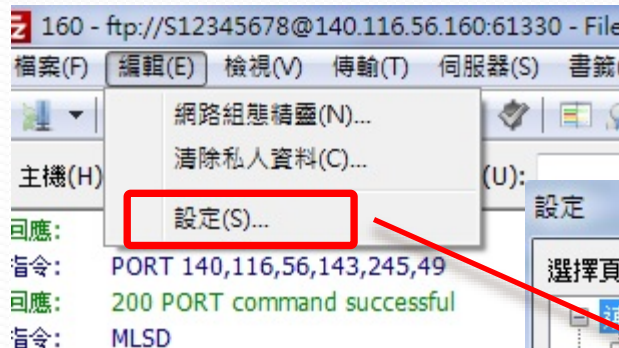 160 - ftp://S12345678@140.116.56.160:61330 - File
檔案(F) 編輯(E) 檢視(V) 傳輸(T) 伺服器(S) 書籤(
網路組態精靈(N)...
清除私人資料(C)...
主機(H) (U):
設定(S)...
設定
回應:
指令: PORT 140,116,56,143,245,49
選擇頁
回應: 200 PORT command successful
指令: MLSD